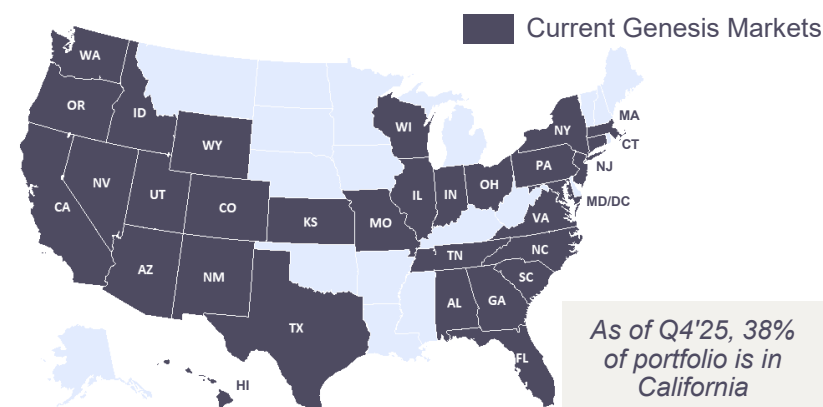 Current Genesis Markets
WA
OR
ID
WY
WI
NY
MA
CT
NJ
PA
NV
UT
CO
KS
MO
IL
IN
OH
MD/DC
VA
CA
AZ
NM
TN
NC
SC
AL
GA
TX
FL
HI
As of Q4'25, 38%
of portfolio is in
California